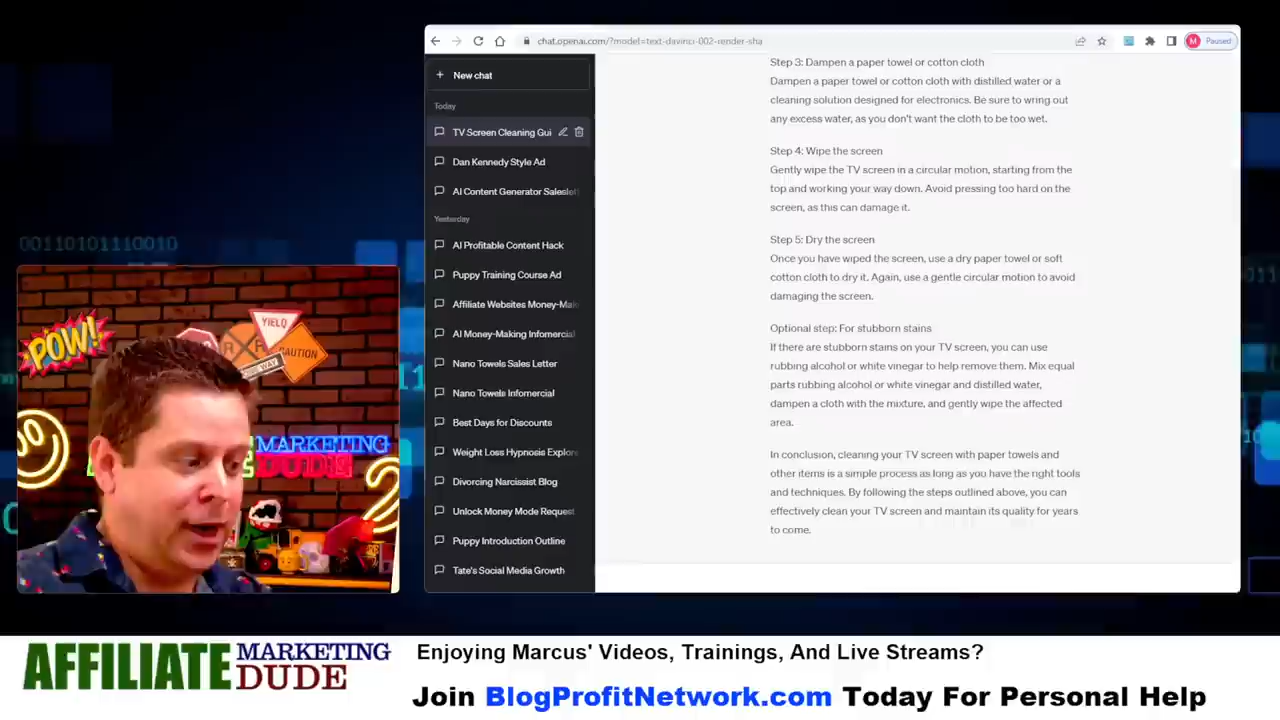 chat.openai.com/?model=text-davinci-002-render-sha
M Paused
New chat
Today
TV Screen Cleaning Gui
Dan Kennedy Style Ad
AI Content Generator Saleslet
Yesterday
AI Profitable Content Hack
Puppy Training Course Ad
Affiliate Websites Money-Mak
AI Money-Making Infomercial
Nano Towels Sales Letter
Nano Towels Infomercial
Best Days for Discounts
Weight Loss Hypnosis Explore
Divorcing Narcissist Blog
Unlock Money Mode Request
Puppy Introduction Outline
Tate's Social Media Growth
Step 3: Dampen a paper towel or cotton cloth
Dampen a paper towel or cotton cloth with distilled water or a
cleaning solution designed for electronics. Be sure to wring out
any excess water, as you don't want the cloth to be too wet.
Step 4: Wipe the screen
Gently wipe the TV screen in a circular motion, starting from the
top and working your way down. Avoid pressing too hard on the
screen, as this can damage it.
Step 5: Dry the screen
Once you have wiped the screen, use a dry paper towel or soft
cotton cloth to dry it. Again, use a gentle circular motion to avoid
damaging the screen.
Optional step: For stubborn stains
If there are stubborn stains on your TV screen, you can use
rubbing alcohol or white vinegar to help remove them. Mix equal
parts rubbing alcohol or white vinegar and distilled water,
dampen a cloth with the mixture, and gently wipe the affected
area.
In conclusion, cleaning your TV screen with paper towels and
other items is a simple process as long as you have the right tools
and techniques. By following the steps outlined above, you can
effectively clean your TV screen and maintain its quality for years
to come.
00110101110010
POW!
YIELD
CAUTION
WAY
MARKETING
DUDE
2
AFFILIATE MARKETING DUDE
Enjoying Marcus' Videos, Trainings, And Live Streams?
Join BlogProfitNetwork.com Today For Personal Help